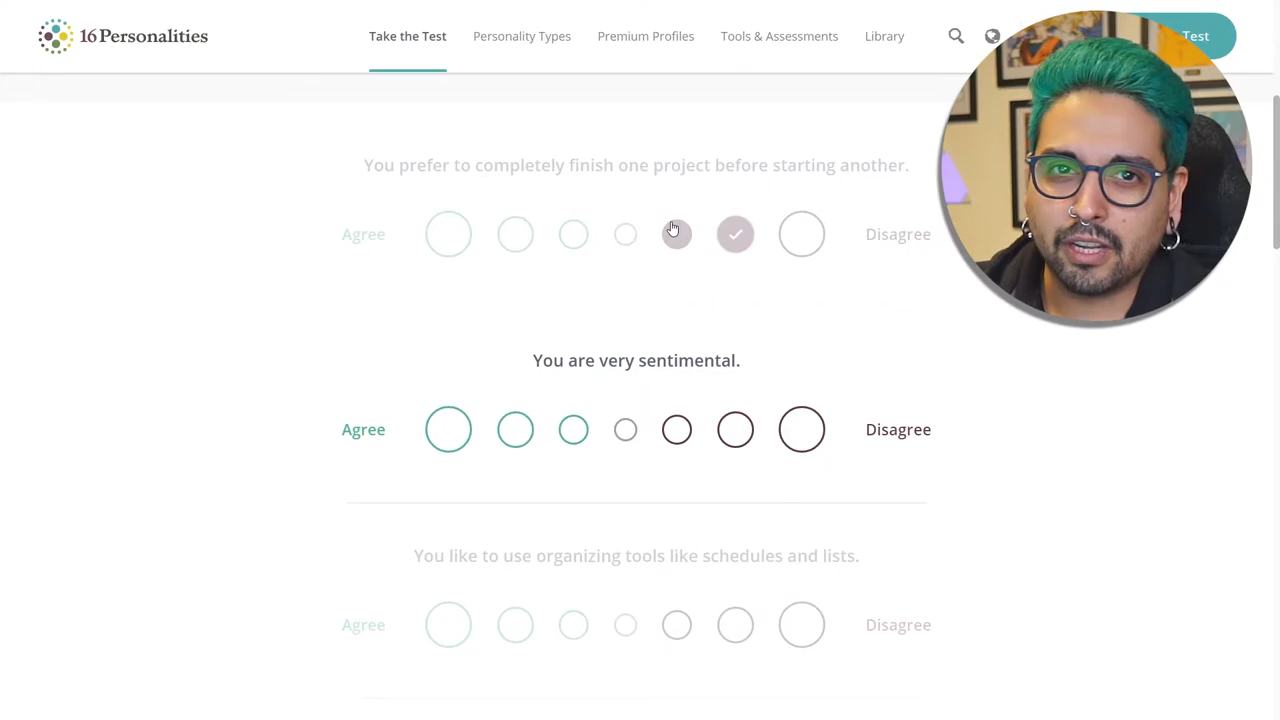 16Personalities
Take the Test
Personality Types
Premium Profiles
Tools & Assessments
Library
Test
You prefer to completely finish one project before starting another.
Agree
Disagree
You are very sentimental.
Agree
Disagree
You like to use organizing tools like schedules and lists.
Agree
Disagree